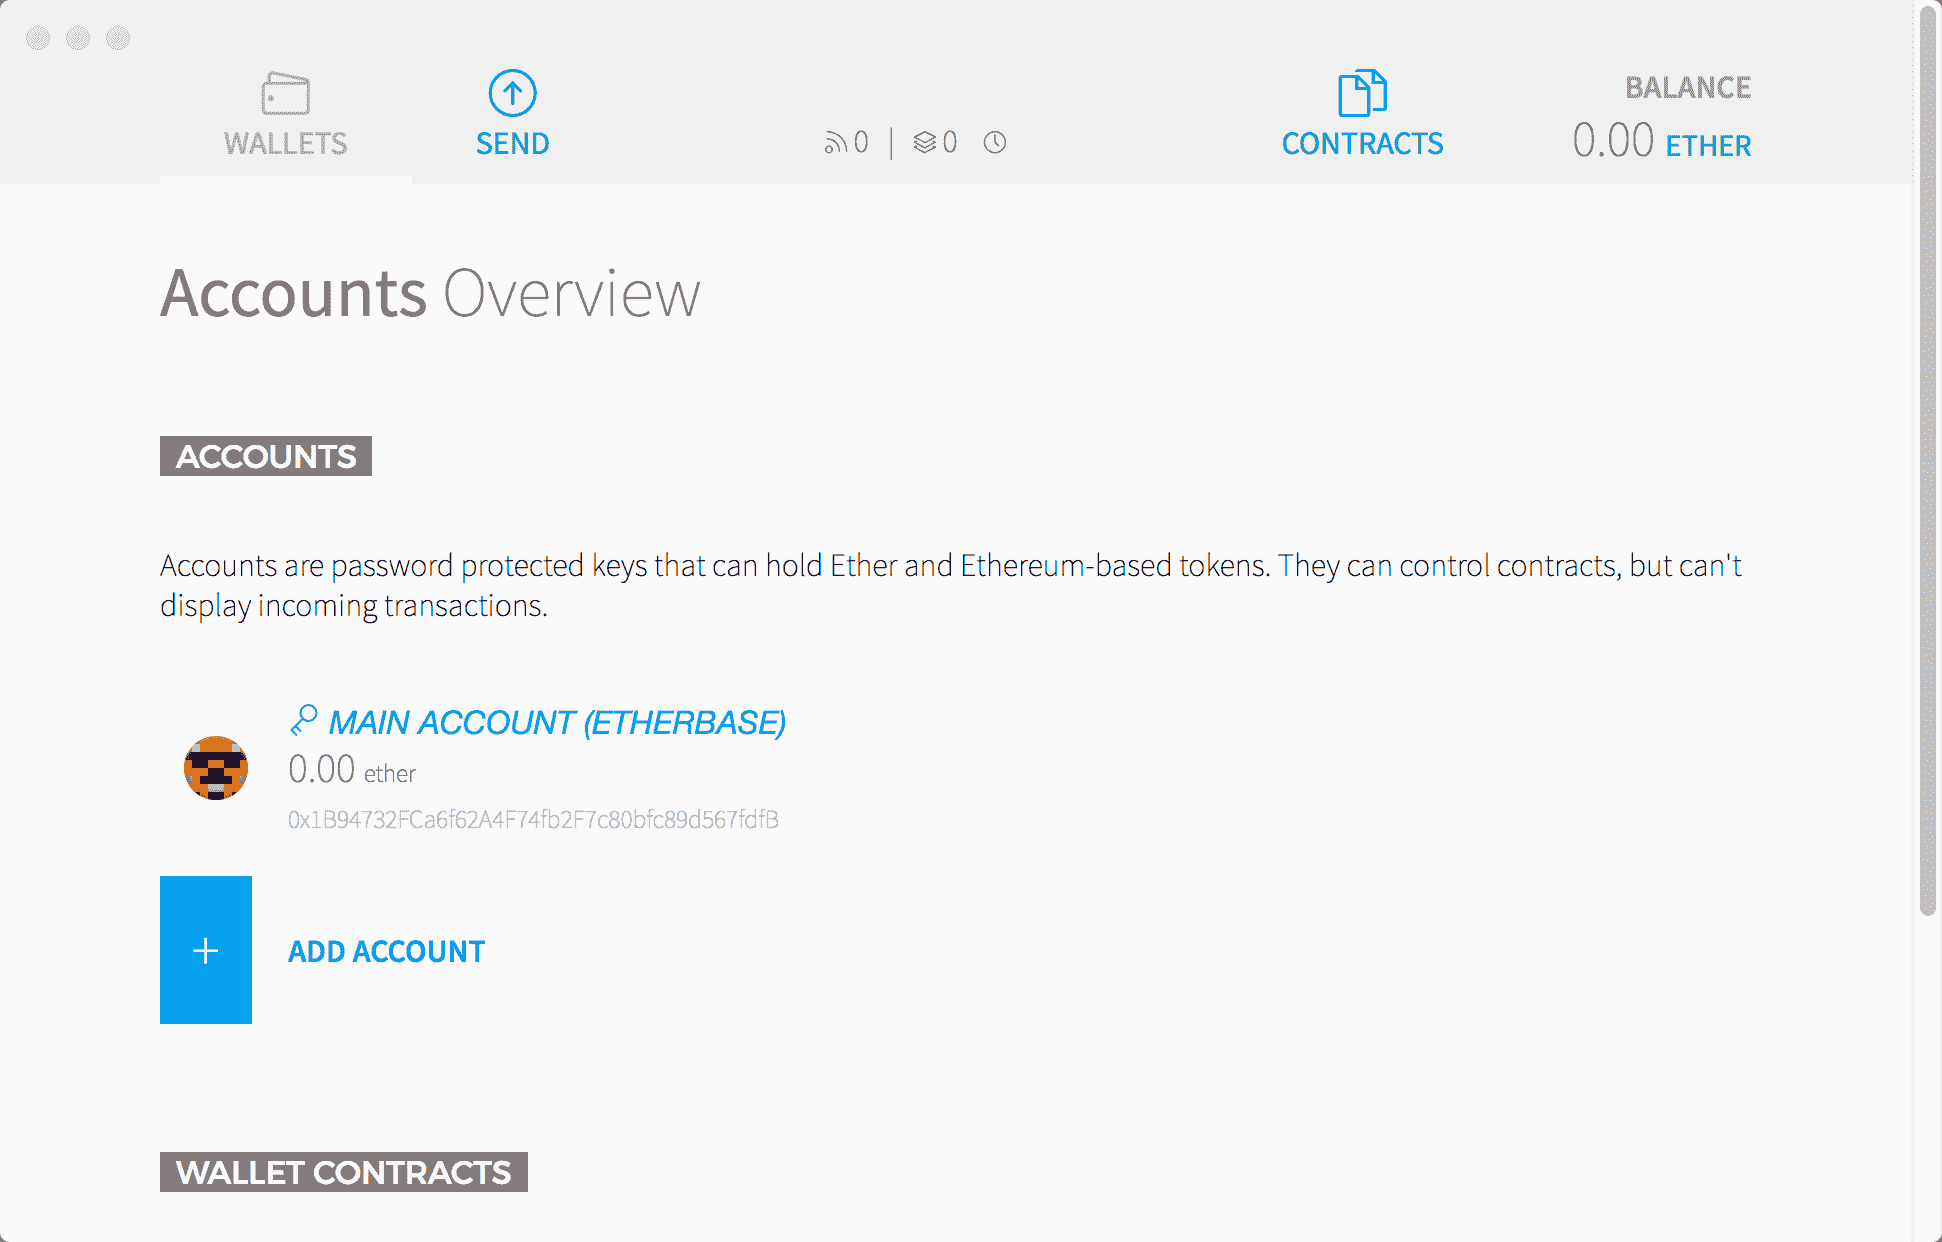 WALLETS
SEND
0 | 0
CONTRACTS
BALANCE
0.00 ETHER
Accounts Overview
ACCOUNTS
Accounts are password protected keys that can hold Ether and Ethereum-based tokens. They can control contracts, but can't
display incoming transactions.
MAIN ACCOUNT (ETHERBASE)
0.00 ether
0x1B94732FCa6f62A4F74fb2F7c80bfc89d567fdfB
+
ADD ACCOUNT
WALLET CONTRACTS